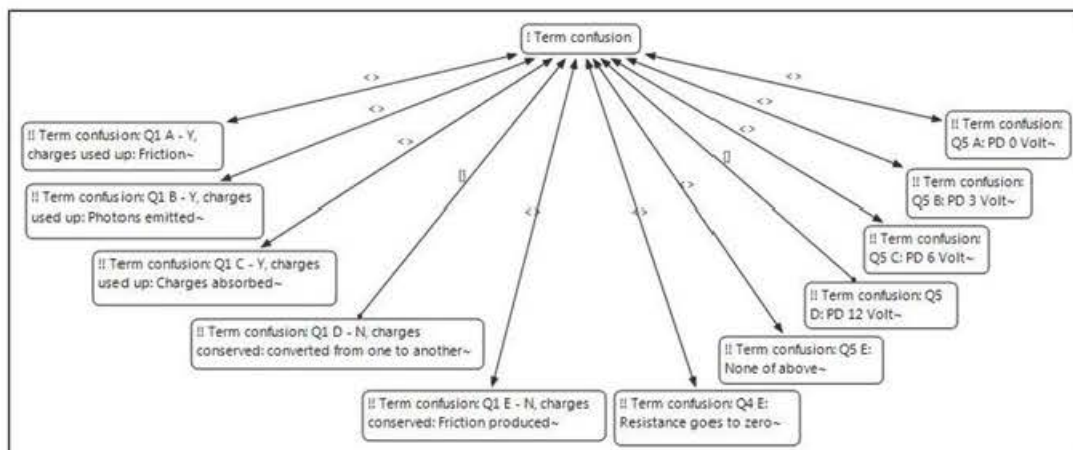 !! Term confusion
<>
<>
<>
[]
<>
<>
<>
[]
<>
<>
<>
!! Term confusion: Q1 A - Y,
charges used up: Friction~
!! Term confusion: Q1 B - Y, charges
used up: Photons emitted~
!! Term confusion: Q1 C - Y, charges
used up: Charges absorbed~
!! Term confusion: Q1 D - N, charges
conserved: converted from one to another~
!! Term confusion: Q1 E - N, charges
conserved: Friction produced~
!! Term confusion: Q4 E:
Resistance goes to zero~
!! Term confusion: Q5 E:
None of above~
!! Term confusion: Q5
D: PD 12 Volt~
!! Term confusion:
Q5 C: PD 6 Volt~
!! Term confusion:
Q5 B: PD 3 Volt~
!! Term confusion:
Q5 A: PD 0 Volt~